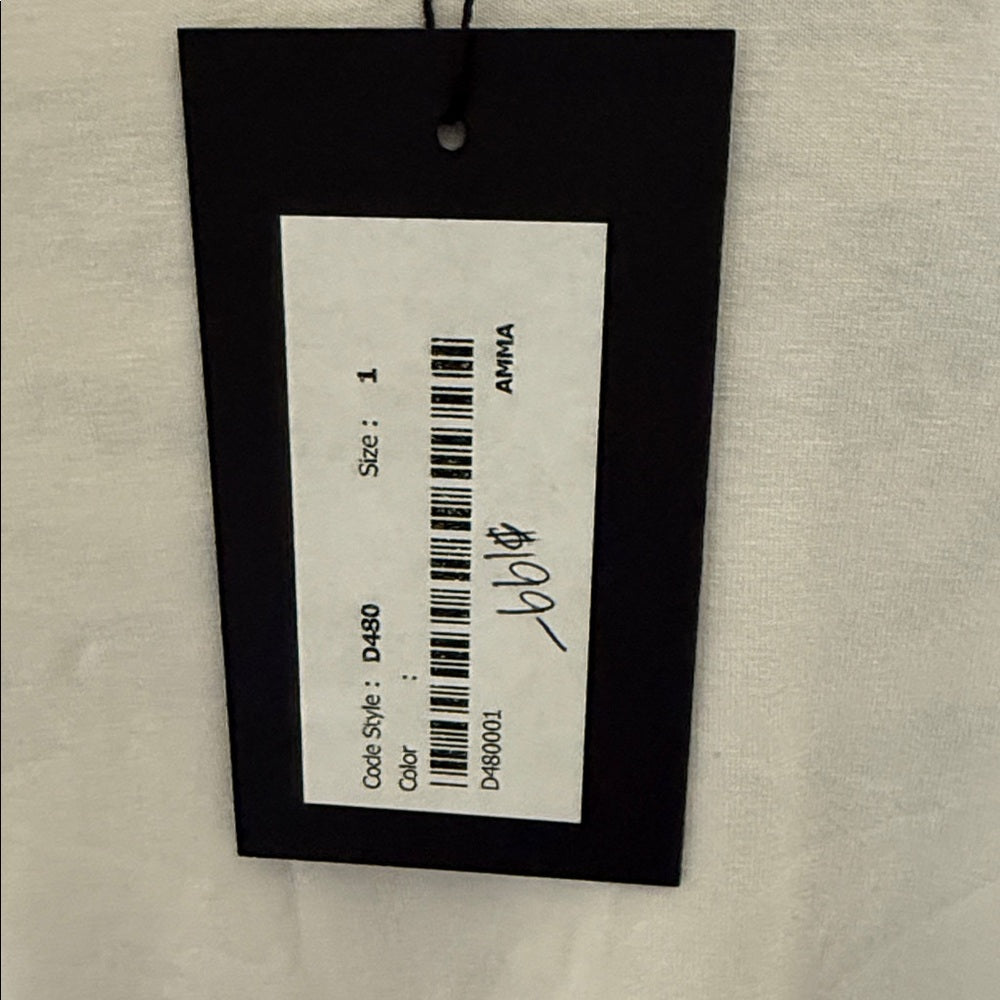 Code Style : D480 Size : 1
Color :
D480001 AMMA
$199-